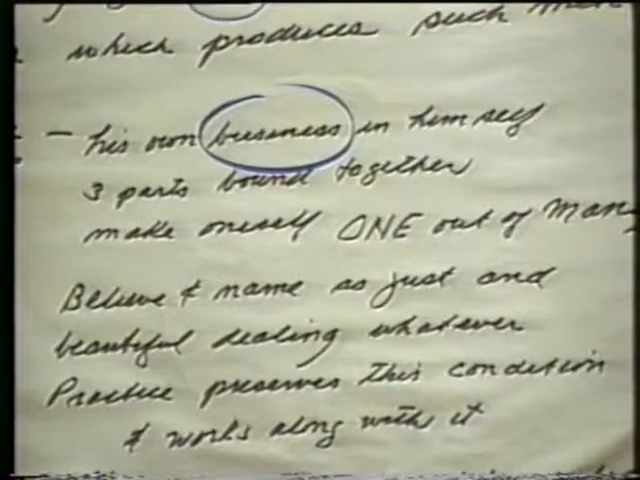 which produces such men
— his own business in himself
3 parts bound together
make oneself ONE out of Many
Believe & name as just and
beautiful dealing whatever
Practice preserves this condition
& works along with it